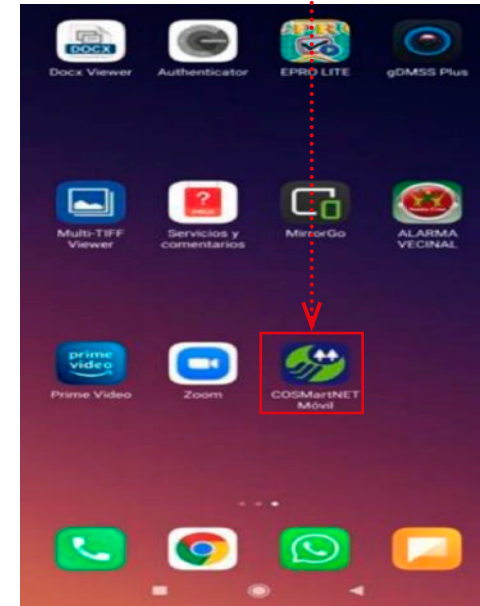 DOCX
Docx Viewer
Authenticator
EPRO LITE
gDMSS Plus
Multi-TIFF
Viewer
?
Servicios y
comentarios
MirrorGo
ALARMA
VECINAL
prime
video
Prime Video
Zoom
COSMartNET
Móvil